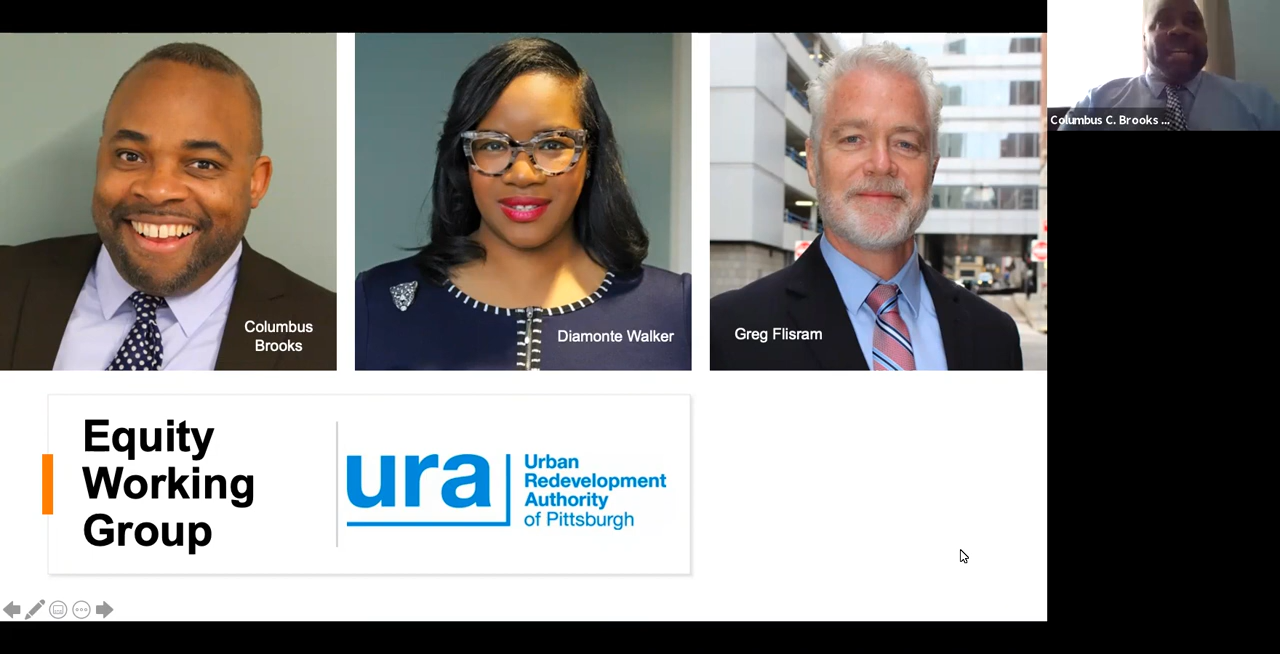 Columbus
Brooks
Diamonte Walker
Greg Flisram
Columbus C. Brooks ...
Equity
Working
Group
ura
Urban
Redevelopment
Authority
of Pittsburgh